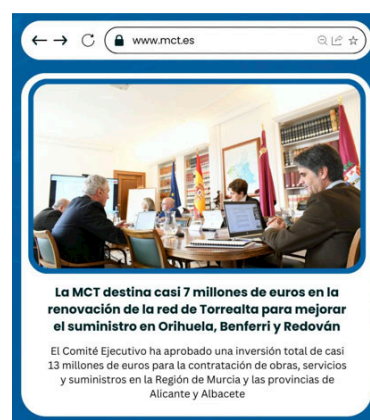 www.mct.es
La MCT destina casi 7 millones de euros en la
renovación de la red de Torrealta para mejorar
el suministro en Orihuela, Benferri y Redován
El Comité Ejecutivo ha aprobado una inversión total de casi
13 millones de euros para la contratación de obras, servicios
y suministros en la Región de Murcia y las provincias de
Alicante y Albacete